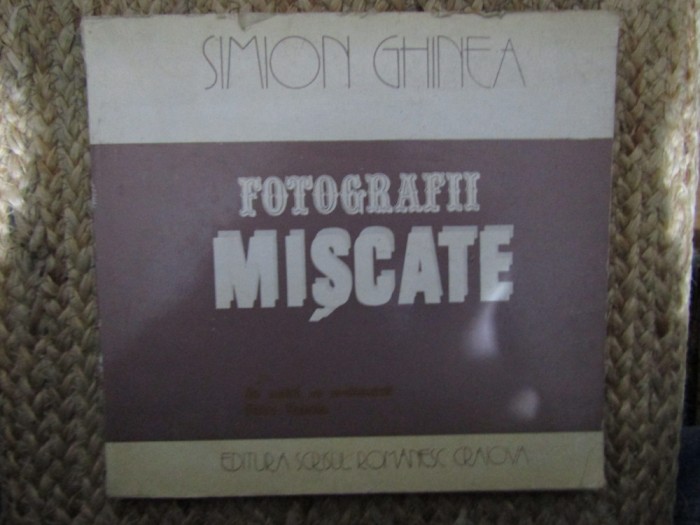 SIMION GHINEA
FOTOGRAFII
MIȘCATE
EDITURA SCRISUL ROMÂNESC CRAIOVA